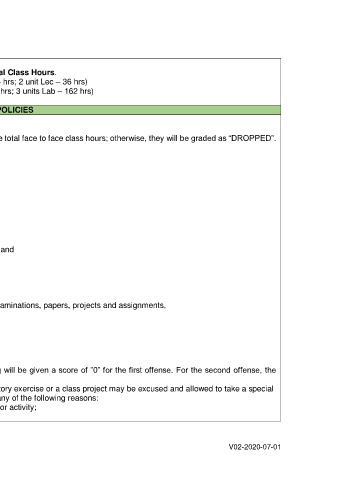 al Class Hours.
hrs; 2 unit Lec – 36 hrs)
hrs; 3 units Lab – 162 hrs)
POLICIES
e total face to face class hours; otherwise, they will be graded as “DROPPED”.
and
aminations, papers, projects and assignments,
will be given a score of "0" for the first offense. For the second offense, the
tory exercise or a class project may be excused and allowed to take a special
any of the following reasons:
or activity;
V02-2020-07-01